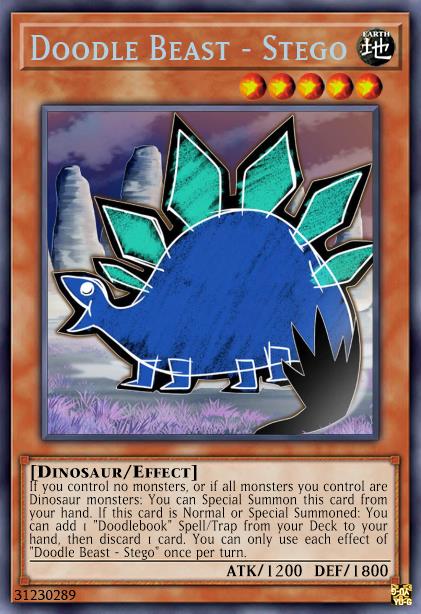 Doodle Beast - Stego
EARTH
地
[Dinosaur/Effect]
If you control no monsters, or if all monsters you control are
Dinosaur monsters: You can Special Summon this card from
your hand. If this card is Normal or Special Summoned: You
can add 1 "Doodlebook" Spell/Trap from your Deck to your
hand, then discard 1 card. You can only use each effect of
"Doodle Beast - Stego" once per turn.
ATK/1200 DEF/1800
31230289